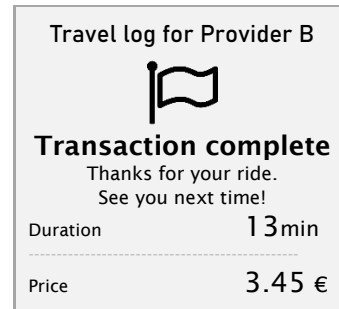 Travel log for Provider B
Transaction complete
Thanks for your ride.
See you next time!
Duration 13min
Price 3.45 €